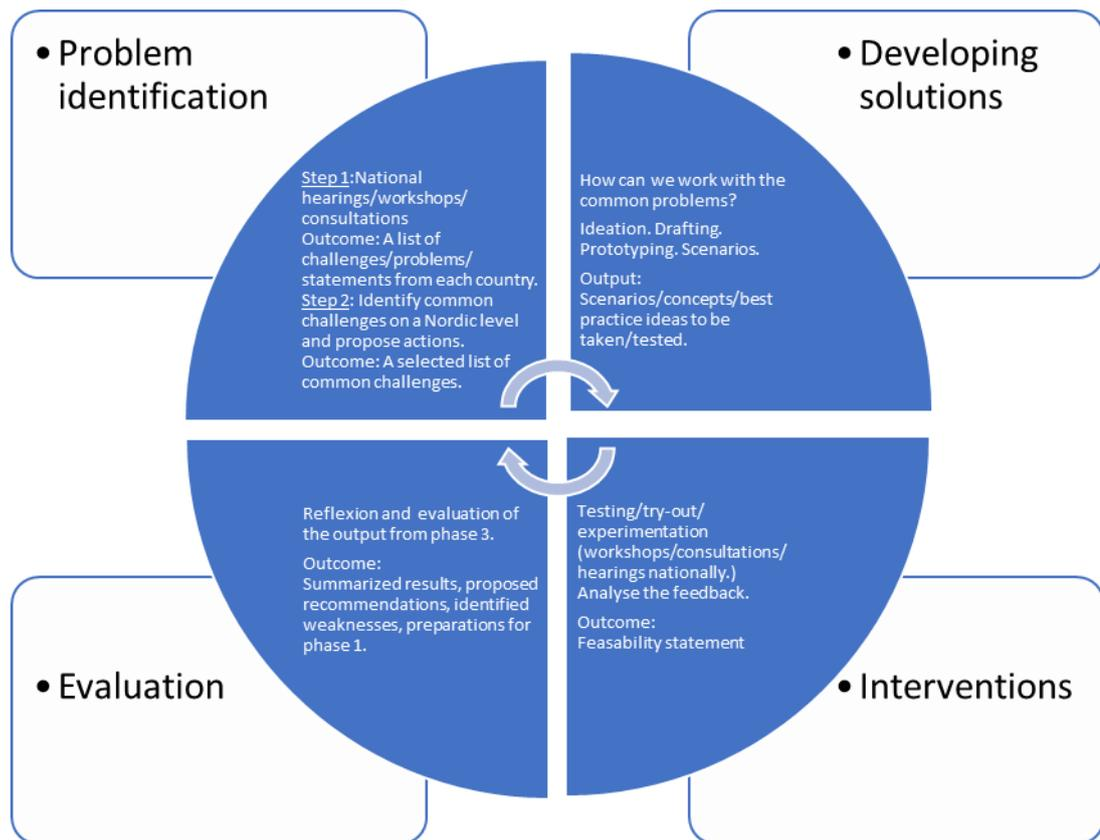 • Problem
identification
Step 1:National
hearings/workshops/
consultations
Outcome: A list of
challenges/problems/
statements from each country.
Step 2: Identify common
challenges on a Nordic level
and propose actions.
Outcome: A selected list of
common challenges.
• Developing
solutions
How can we work with the
common problems?
Ideation. Drafting.
Prototyping. Scenarios.
Output:
Scenarios/concepts/best
practice ideas to be
taken/tested.
Testing/try-out/
experimentation
(workshops/consultations/
hearings nationally.)
Analyse the feedback.
Outcome:
Feasability statement
• Interventions
Reflexion and evaluation of
the output from phase 3.
Outcome:
Summarized results, proposed
recommendations, identified
weaknesses, preparations for
phase 1.
• Evaluation